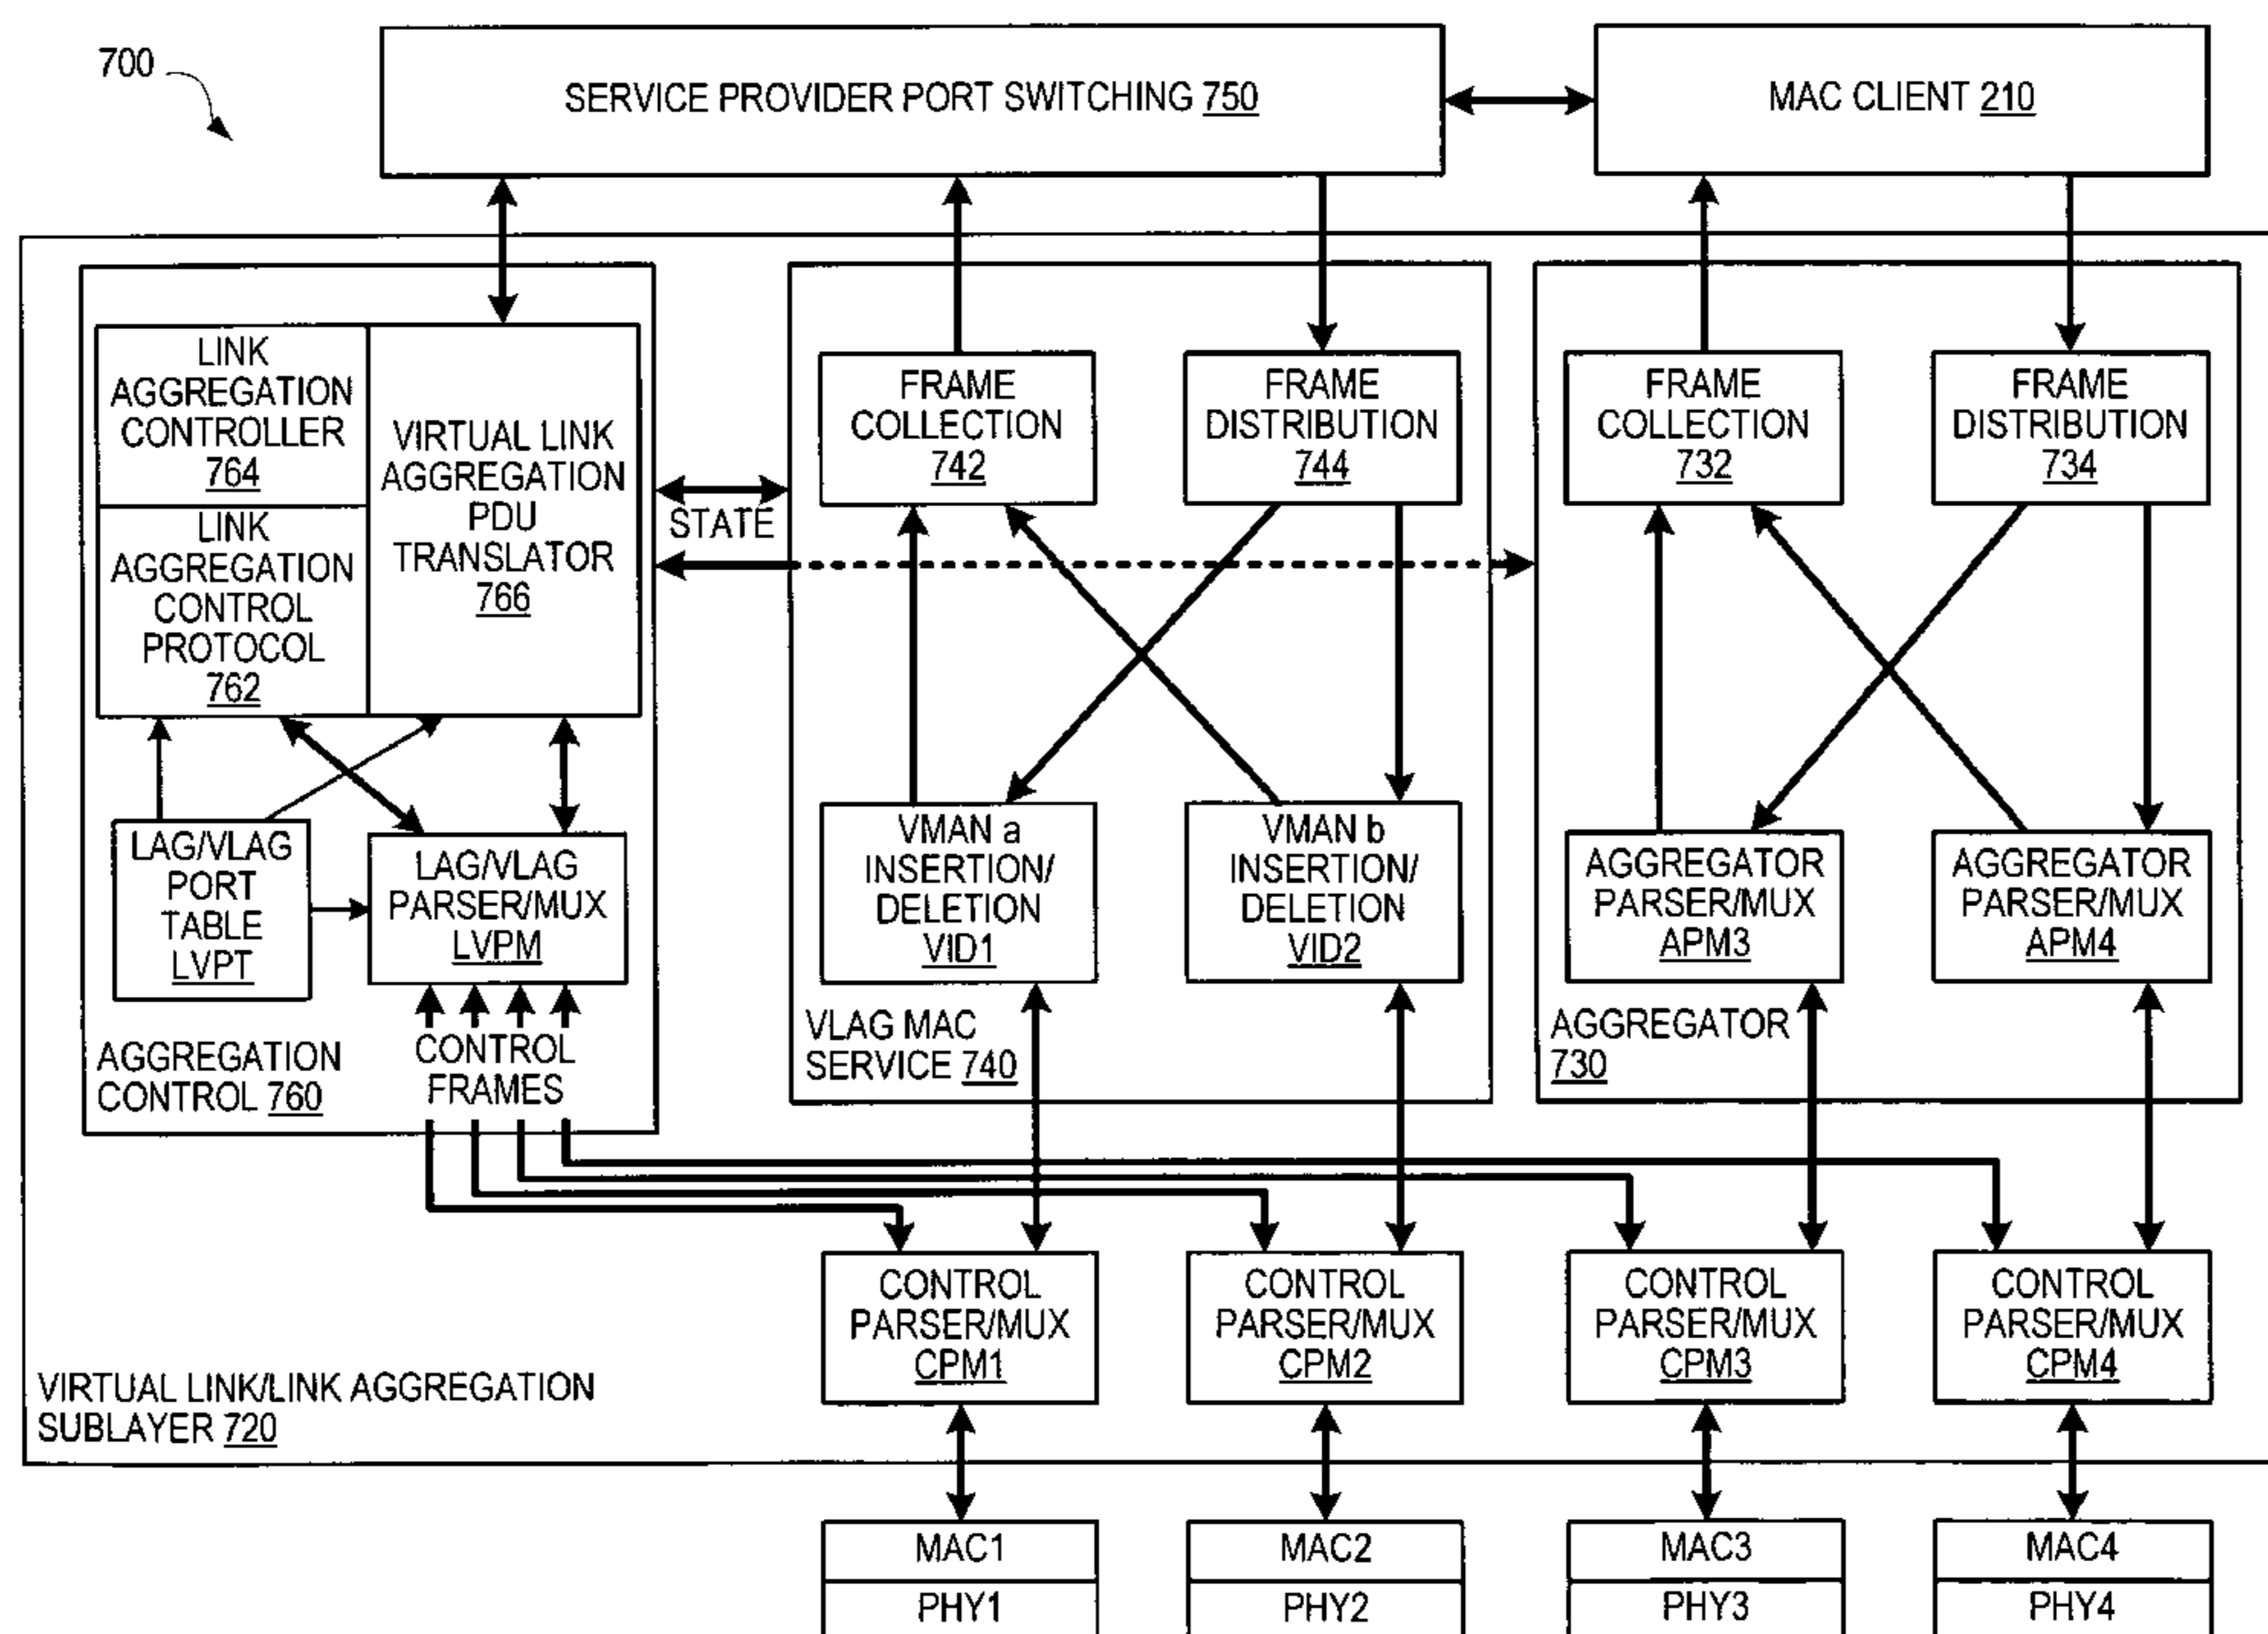 700
SERVICE PROVIDER PORT SWITCHING 750
MAC CLIENT 210
LINK
AGGREGATION
CONTROLLER
764
LINK
AGGREGATION
CONTROL
PROTOCOL
762
VIRTUAL LINK
AGGREGATION
PDU
TRANSLATOR
766
STATE
FRAME
COLLECTION
742
FRAME
DISTRIBUTION
744
FRAME
COLLECTION
732
FRAME
DISTRIBUTION
734
LAG/VLAG
PORT
TABLE
LVPT
LAG/VLAG
PARSER/MUX
LVPM
VMAN a
INSERTION/
DELETION
VID1
VMAN b
INSERTION/
DELETION
VID2
AGGREGATOR
PARSER/MUX
APM3
AGGREGATOR
PARSER/MUX
APM4
AGGREGATION
CONTROL 760
CONTROL
FRAMES
VLAG MAC
SERVICE 740
AGGREGATOR
730
CONTROL
PARSER/MUX
CPM1
CONTROL
PARSER/MUX
CPM2
CONTROL
PARSER/MUX
CPM3
CONTROL
PARSER/MUX
CPM4
VIRTUAL LINK/LINK AGGREGATION
SUBLAYER 720
MAC1
PHY1
MAC2
PHY2
MAC3
PHY3
MAC4
PHY4